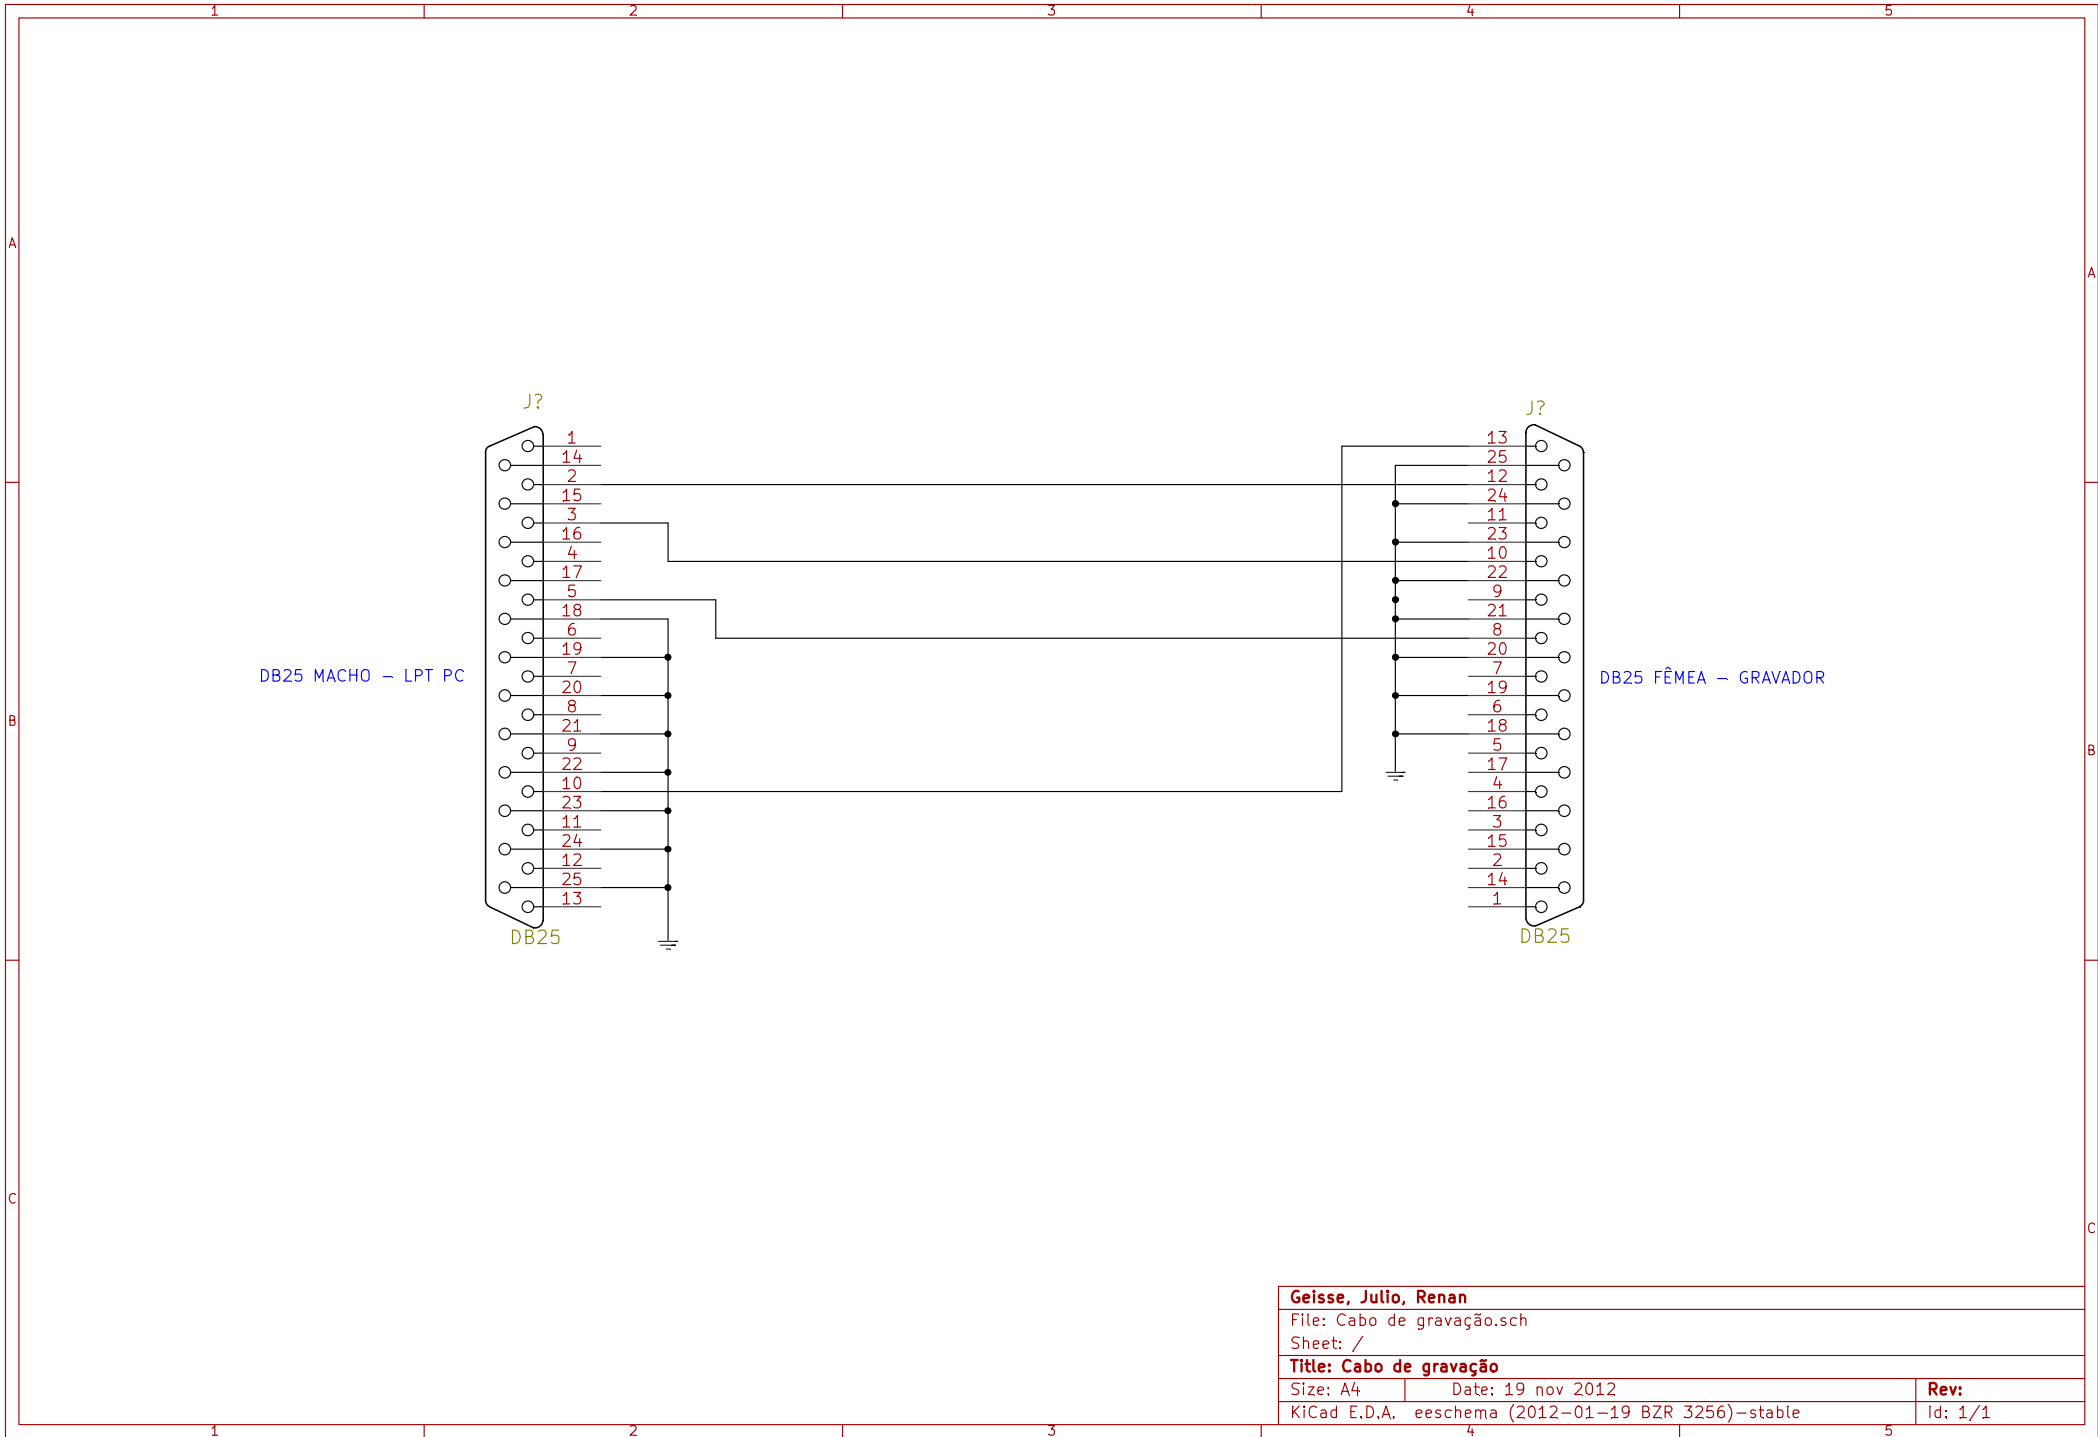 1 2 3 4 5
A
A
J?
J?
1
14
2
15
3
16
4
17
5
18
6
19
7
20
8
21
9
22
10
23
11
24
12
25
13
DB25
DB25 MACHO - LPT PC
13
25
12
24
11
23
10
22
9
21
8
20
7
19
6
18
5
17
4
16
3
15
2
14
1
DB25
DB25 FÊMEA - GRAVADOR
B
B
C
C
Geisse, Julio, Renan
File: Cabo de gravação.sch
Sheet: /
Title: Cabo de gravação
Size: A4 Date: 19 nov 2012 Rev:
KiCad E.D.A. eeschema (2012-01-19 BZR 3256)-stable Id: 1/1
1 2 3 4 5